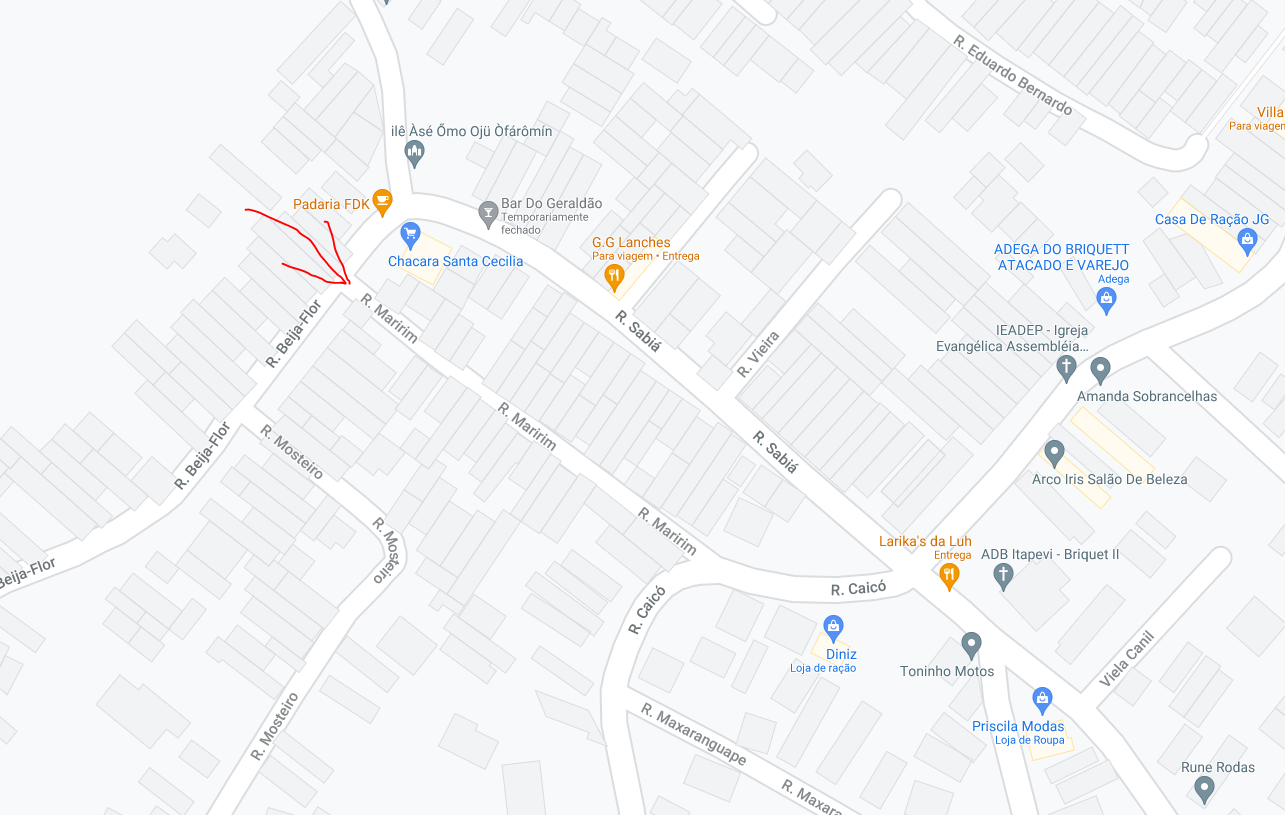 R. Eduardo Bernardo
Villa
Para viagem
ilê Àsé Õmo Ojü Òfárômín
Padaria FDK
Bar Do Geraldão
Temporariamente
fechado
Chacara Santa Cecilia
G.G Lanches
Para viagem • Entrega
Casa De Ração JG
ADEGA DO BRIQUETT
ATACADO E VAREJO
Adega
R. Maririm
R. Beija-Flor
R. Sabiá
R. Vieira
IEADEP - Igreja
Evangélica Assembléia...
Amanda Sobrancelhas
R. Maririm
R. Mosteiro
R. Beija-Flor
R. Sabiá
Arco Iris Salão De Beleza
R. Maririm
R. Mosteiro
Larika's da Luh
Entrega
ADB Itapevi - Briquet II
Beija-Flor
R. Caicó
R. Caicó
Diniz
Loja de ração
Toninho Motos
Viela Canil
R. Mosteiro
R. Maxaranguape
Priscila Modas
Loja de Roupa
R. Maxara
Rune Rodas